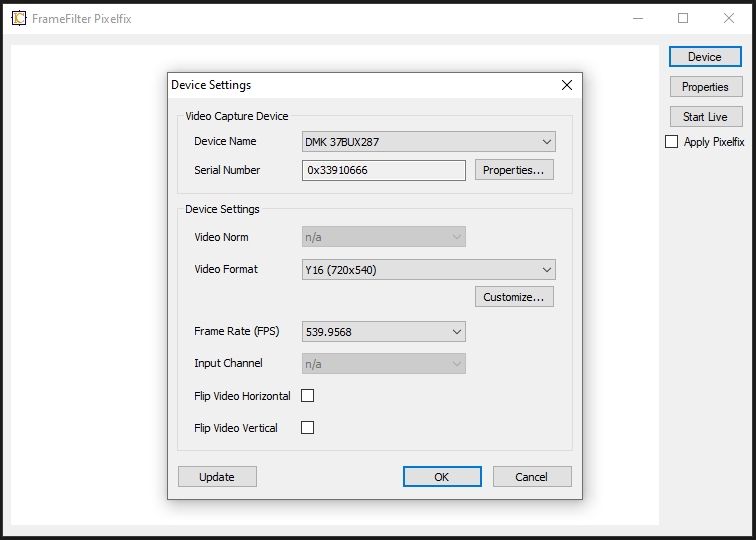 FrameFilter Pixelfix
Device
Properties
Start Live
Apply Pixelfix
Device Settings
Video Capture Device
Device Name
DMK 37BUX287
Serial Number
0x33910666
Properties...
Device Settings
Video Norm
n/a
Video Format
Y16 (720x540)
Customize...
Frame Rate (FPS)
539.9568
Input Channel
n/a
Flip Video Horizontal
Flip Video Vertical
Update
OK
Cancel